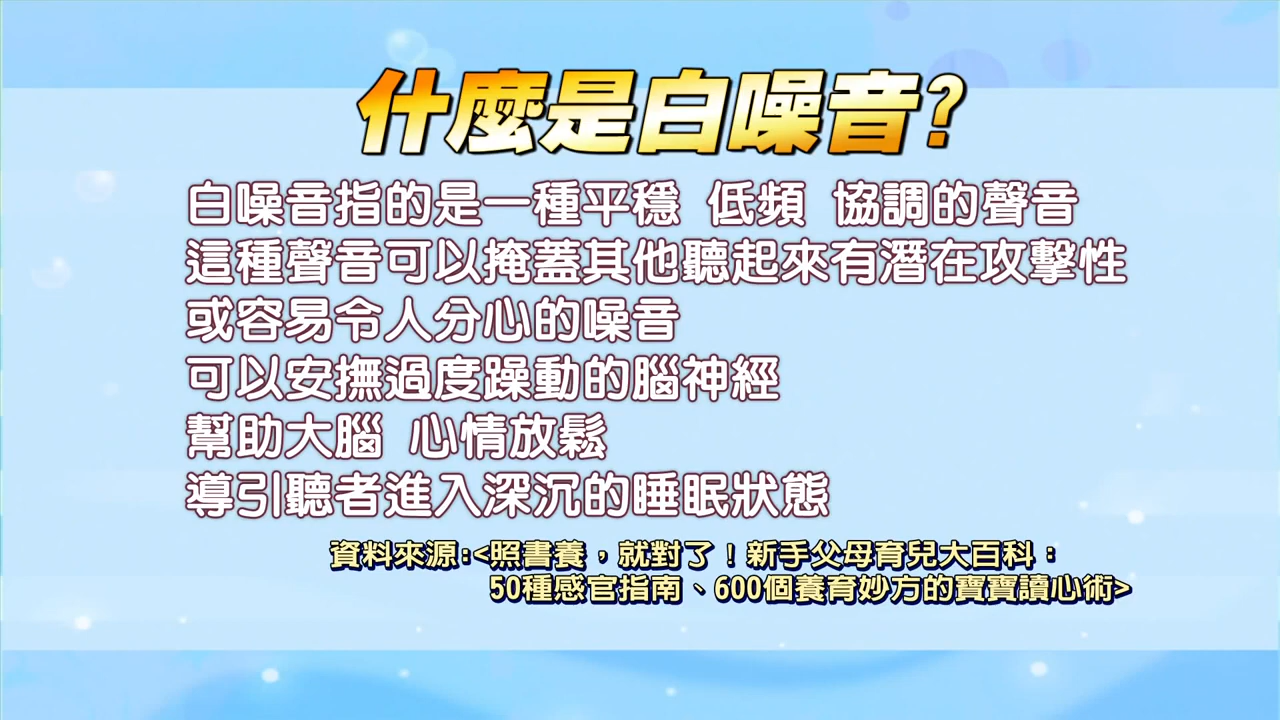 什麼是白噪音?
白噪音指的是一種平穩 低頻 協調的聲音
這種聲音可以掩蓋其他聽起來有潛在攻擊性
或容易令人分心的噪音
可以安撫過度躁動的腦神經
幫助大腦 心情放鬆
導引聽者進入深沉的睡眠狀態
資料來源:<照書養，就對了！新手父母育兒大百科：
50種感官指南、600個養育妙方的寶寶讀心術>